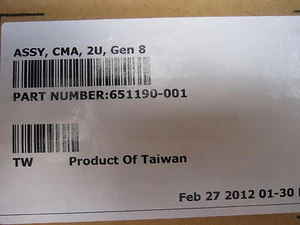 ASSY, CMA, 2U, Gen 8
PART NUMBER:651190-001
TW Product Of Taiwan
Feb 27 2012 01-30